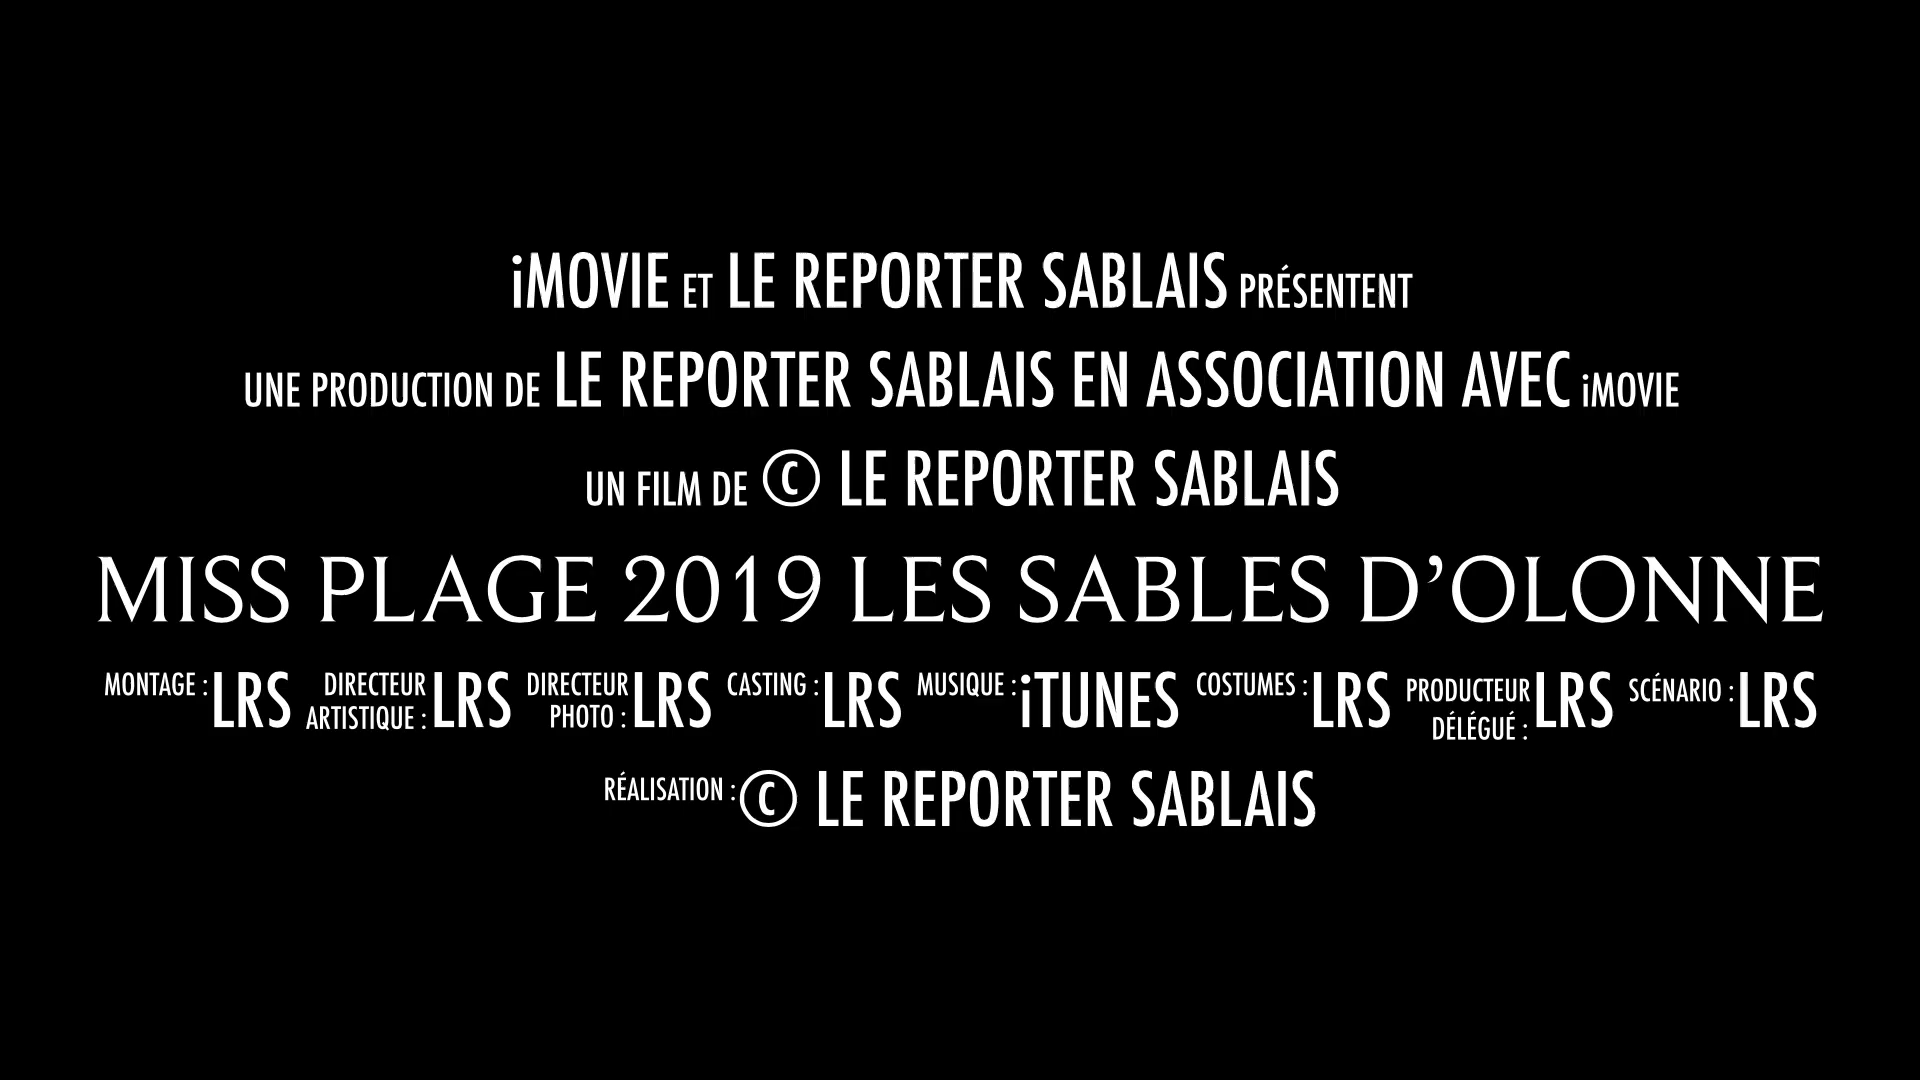 iMOVIE ET LE REPORTER SABLAIS PRÉSENTENT
UNE PRODUCTION DE LE REPORTER SABLAIS EN ASSOCIATION AVEC iMOVIE
UN FILM DE © LE REPORTER SABLAIS
MISS PLAGE 2019 LES SABLES D’OLONNE
MONTAGE : LRS DIRECTEUR ARTISTIQUE : LRS DIRECTEUR PHOTO : LRS CASTING : LRS MUSIQUE : iTUNES COSTUMES : LRS PRODUCTEUR DÉLÉGUÉ : LRS SCÉNARIO : LRS
RÉALISATION : © LE REPORTER SABLAIS